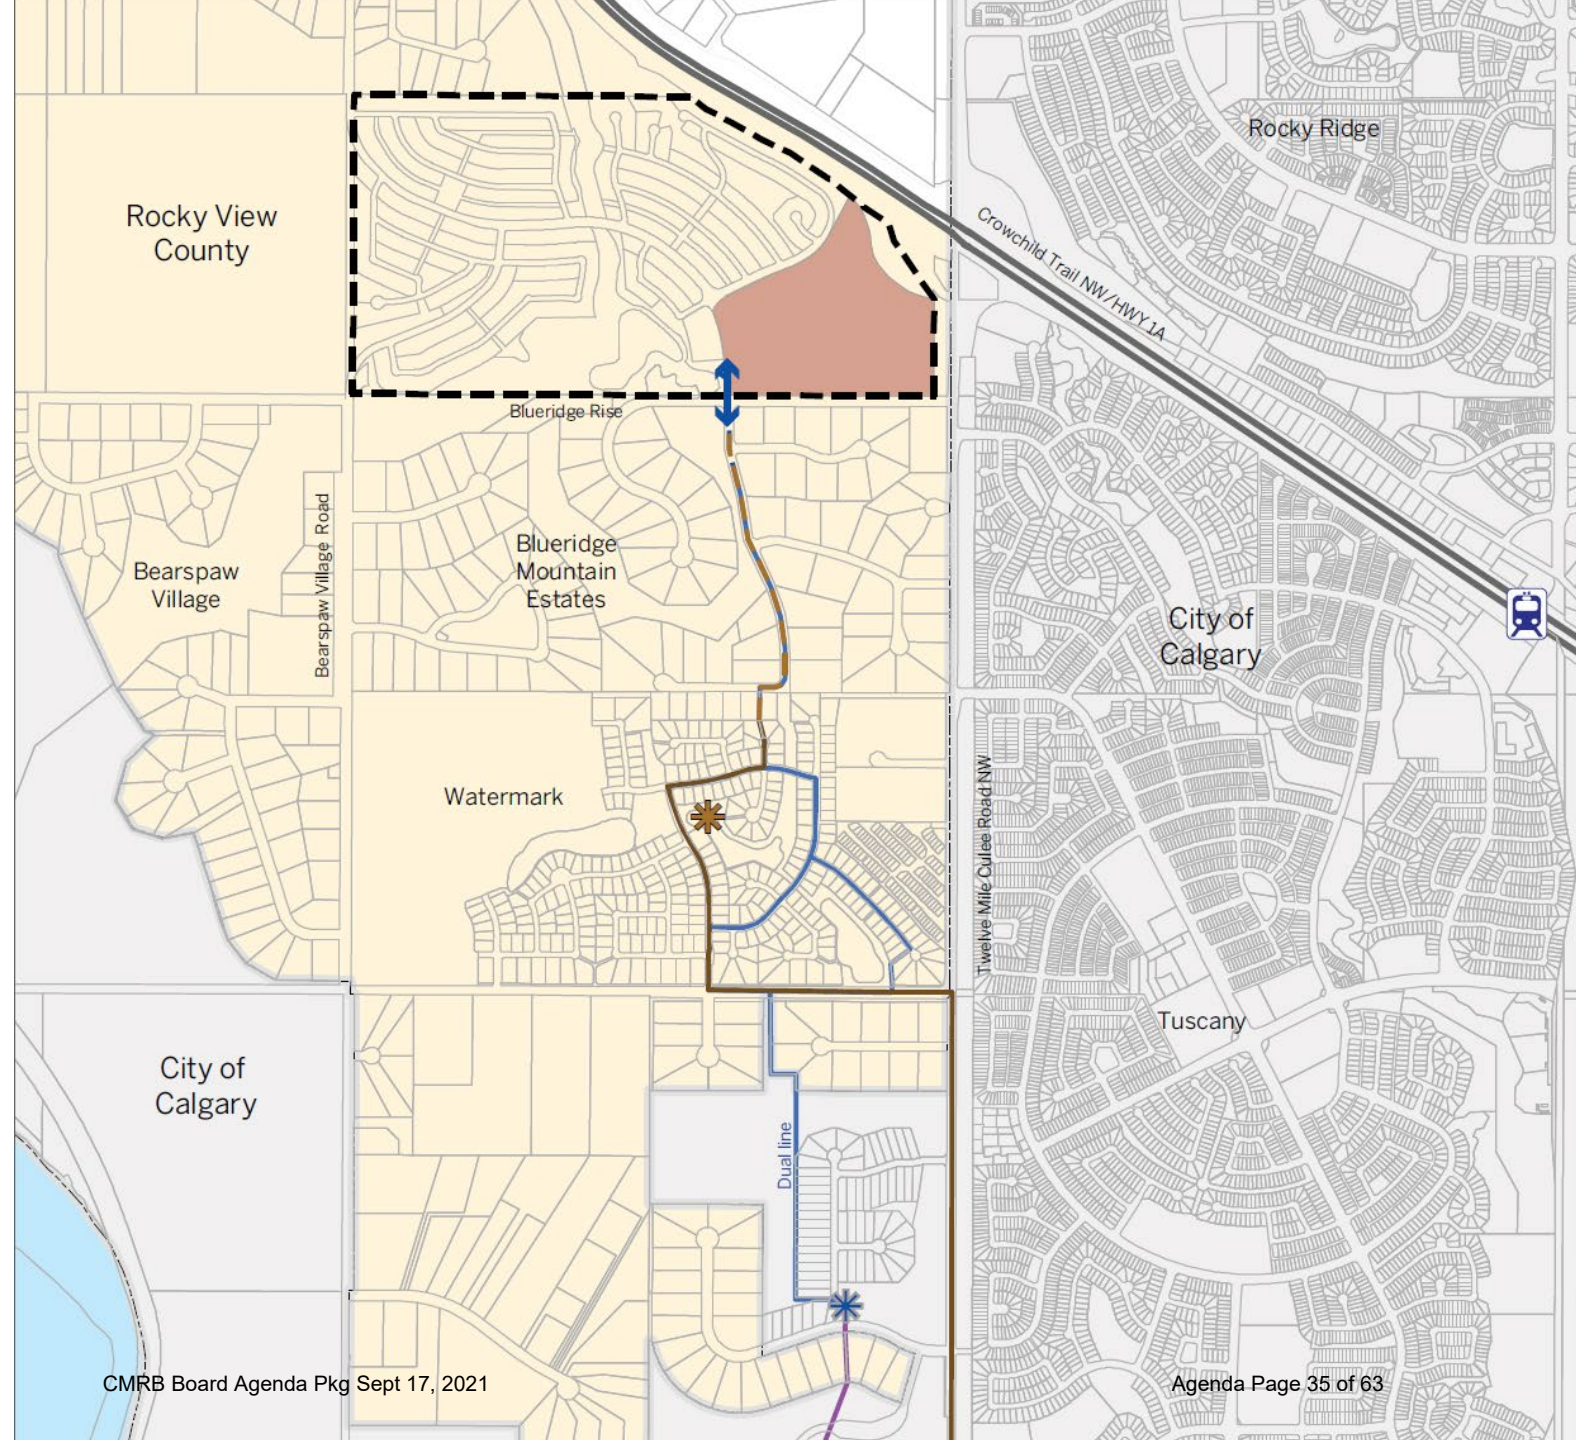 Rocky Ridge
Rocky View
County
Crowchild Trail NW/HWY 1A
Blueridge Rise
Bearspaw Village Road
Blueridge
Mountain
Estates
Bearspaw
Village
City of
Calgary
Watermark
Twelve Mile Culee Road NW
Tuscany
City of
Calgary
Dual line
CMRB Board Agenda Pkg Sept 17, 2021
Agenda Page 35 of 63